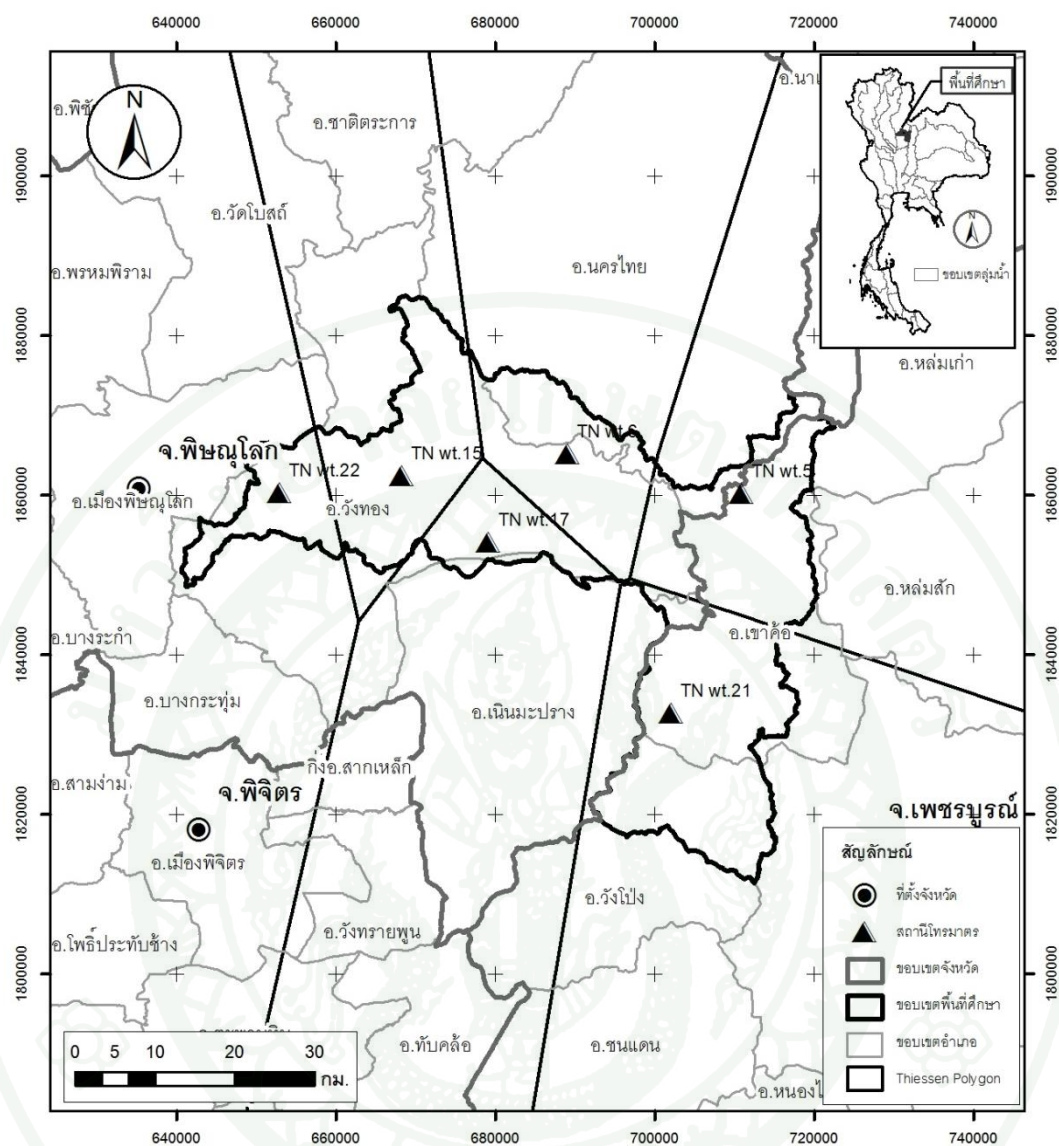 640000 660000 680000 700000 720000 740000
1900000
1880000
1860000
1840000
1820000
1800000
N
อ.ชาติตระการ
อ.วัดโบสถ์
อ.พรหมพิราม
อ.นครไทย
พื้นที่ศึกษา
N
ขอบเขตลุ่มน้ำ
1900000
1880000
อ.หล่มเก่า
จ.พิษณุโลก
อ.เมืองพิษณุโลก
TN wt.22
TN wt.15
อ.วังทอง
TN wt.6
TN wt.17
TN wt.5
1860000
อ.หล่มสัก
อ.เขาค้อ
อ.บางระกำ
1840000
อ.บางกระทุ่ม
อ.เนินมะปราง
TN wt.21
กิ่งอ.สากเหล็ก
อ.สามง่าม
จ.พิจิตร
อ.เมืองพิจิตร
จ.เพชรบูรณ์
1820000
อ.วังโป่ง
อ.โพธิ์ประทับช้าง
อ.วังทรายพูน
1800000
อ.ทับคล้อ
อ.ชนแดน
สัญลักษณ์
ที่ตั้งจังหวัด
สถานีโทรมาตร
ขอบเขตจังหวัด
ขอบเขตพื้นที่ศึกษา
ขอบเขตอำเภอ
Thiessen Polygon
0 5 10 20 30
กม.
640000 660000 680000 700000 720000 740000